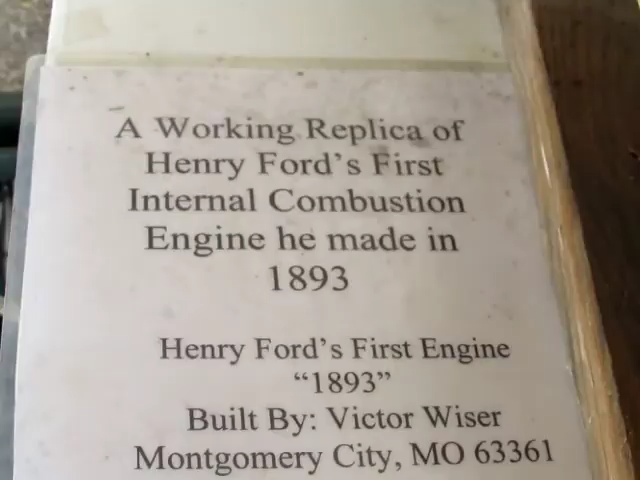 A Working Replica of
Henry Ford's First
Internal Combustion
Engine he made in
1893
Henry Ford's First Engine
“1893”
Built By: Victor Wiser
Montgomery City, MO 63361